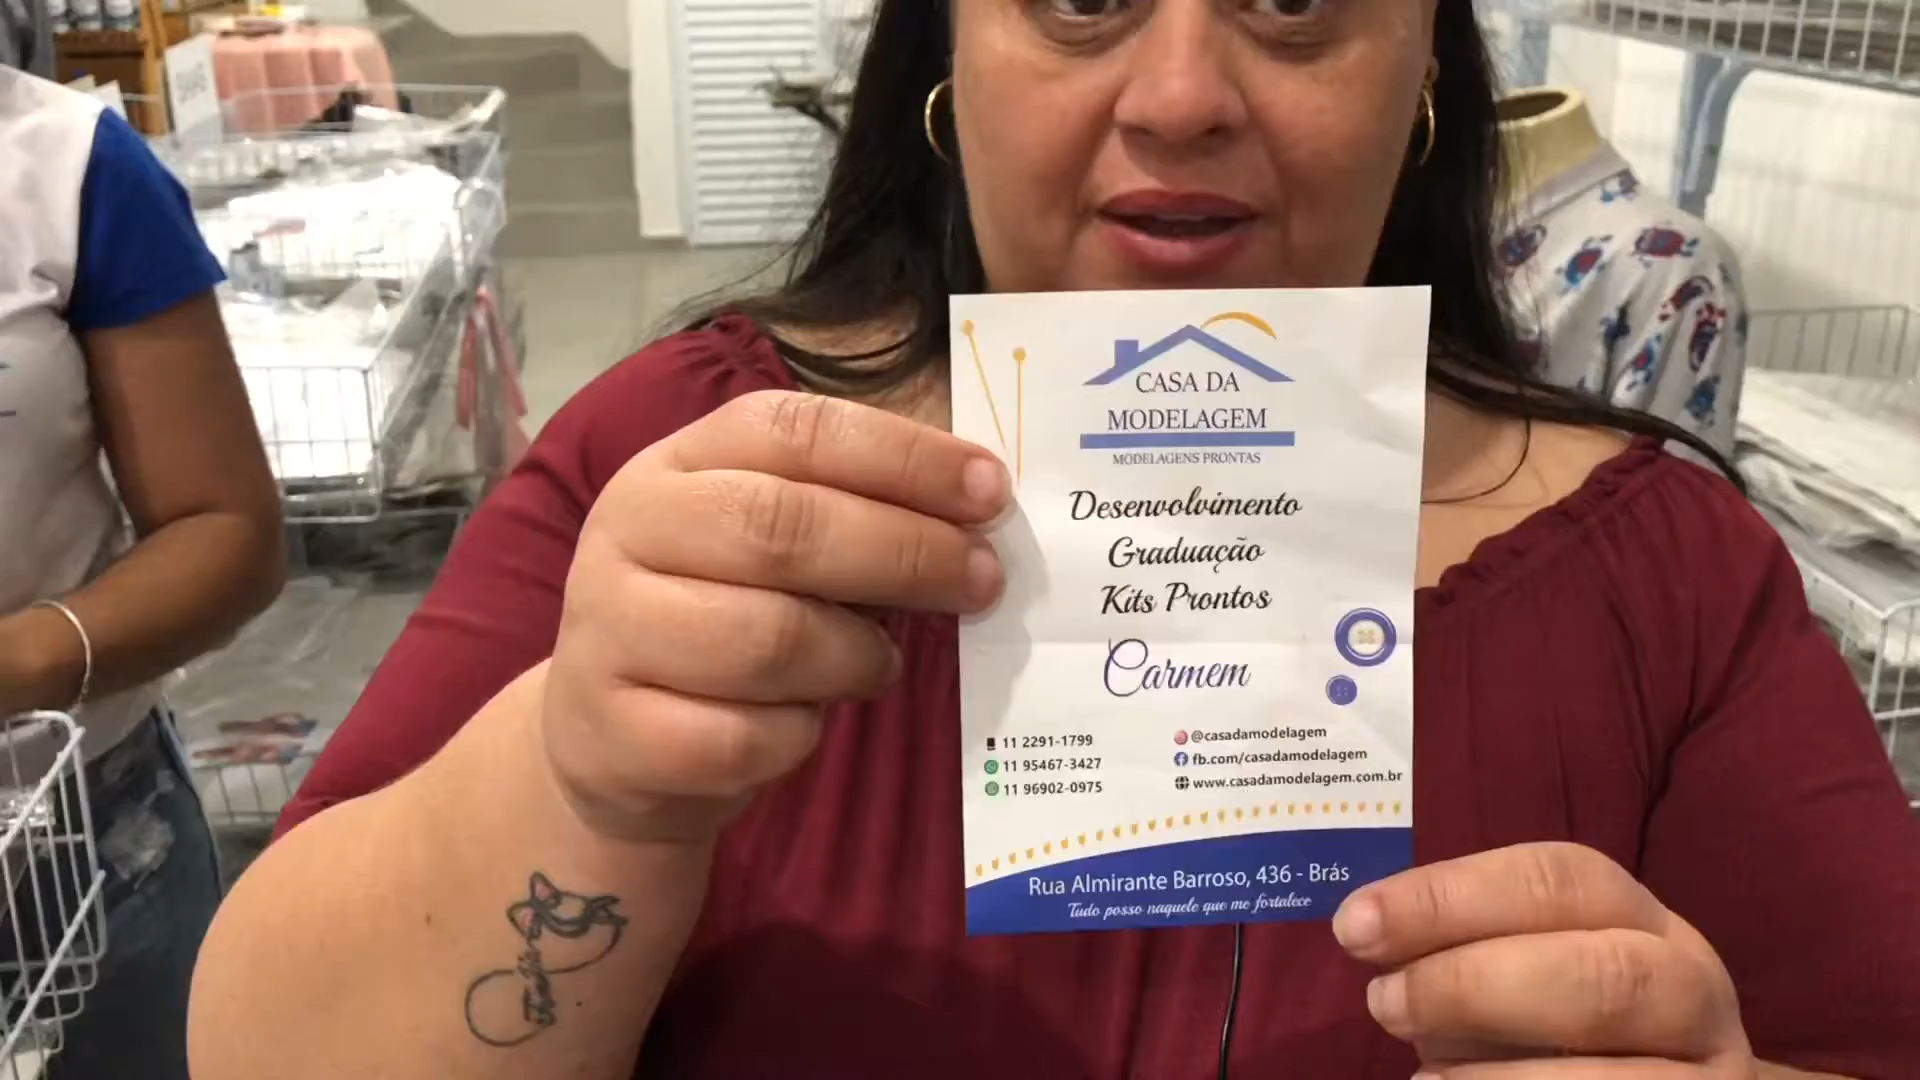 CASA DA
MODELAGEM
MODELAGENS PRONTAS
Desenvolvimento
Graduação
Kits Prontos
Carmem
11 2291-1799
11 95467-3427
11 96902-0975
@casadamodelagem
fb.com/casadamodelagem
www.casadamodelagem.com.br
Rua Almirante Barroso, 436 - Brás
Tudo posso naquele que me fortalece